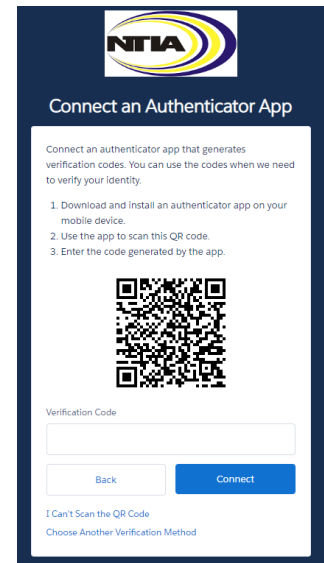 NTIA
Connect an Authenticator App
Connect an authenticator app that generates
verification codes. You can use the codes when we need
to verify your identity.
1. Download and install an authenticator app on your
mobile device.
2. Use the app to scan this QR code.
3. Enter the code generated by the app.
Verification Code
Back Connect
I Can't Scan the QR Code
Choose Another Verification Method